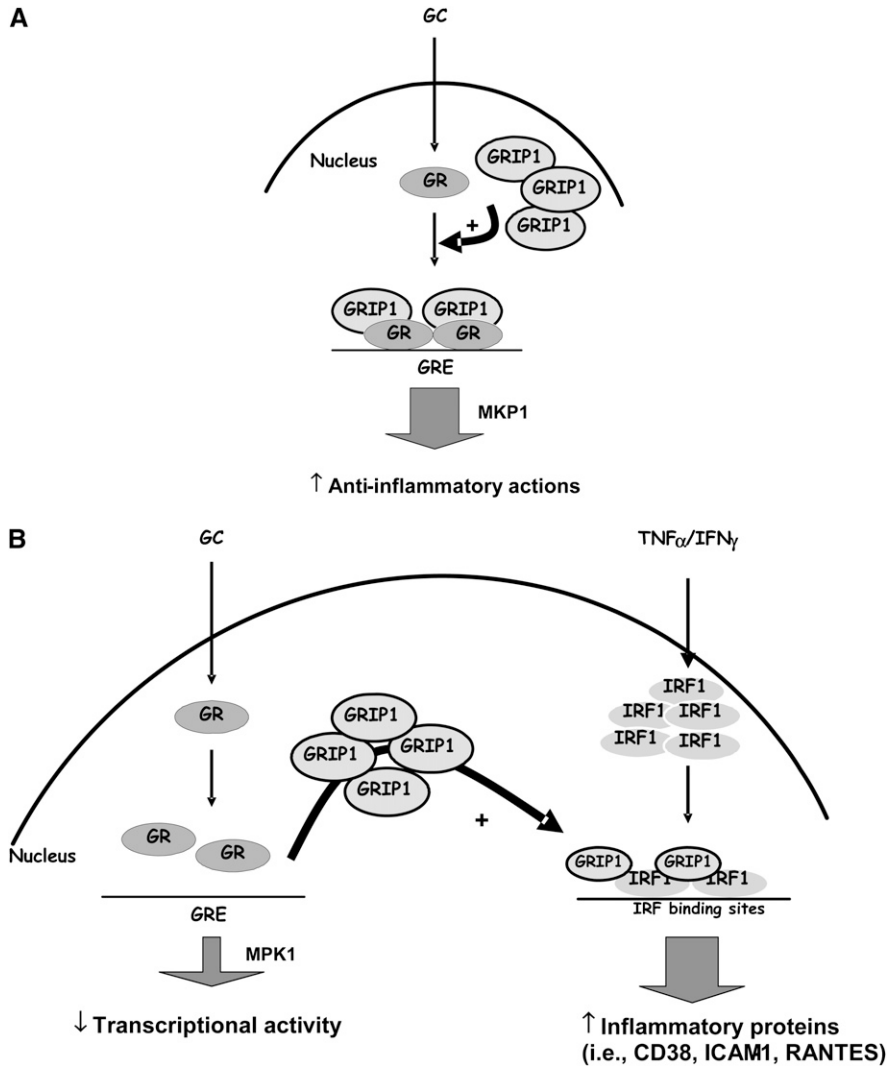 A
GC
Nucleus
GR
GRIP1
GRIP1
GRIP1
+
GRIP1
GRIP1
GR
GR
GRE
MKP1
↑ Anti-inflammatory actions
B
GC
TNFα/IFNγ
GR
GRIP1
GRIP1
GRIP1
GRIP1
IRF1
IRF1
IRF1
IRF1
IRF1
+
GR
GR
Nucleus
GRIP1
GRIP1
IRF1
IRF1
GRE
IRF binding sites
MPK1
↓ Transcriptional activity
↑ Inflammatory proteins
(i.e., CD38, ICAM1, RANTES)